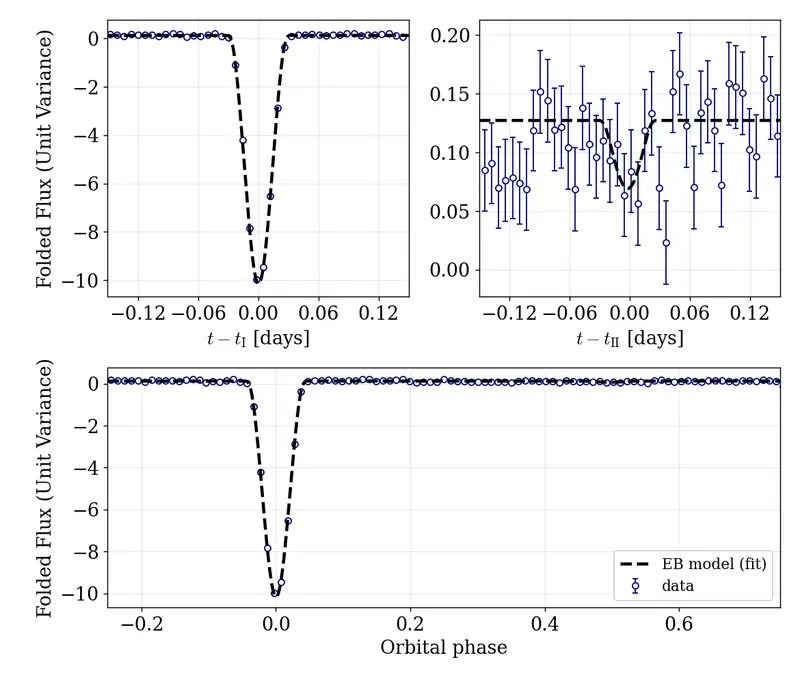 Folded Flux (Unit Variance)
0
−2
−4
−6
−8
−10
−0.12 −0.06 0.00 0.06 0.12
t − tI [days]
0.20
0.15
0.10
0.05
0.00
−0.12 −0.06 0.00 0.06 0.12
t − tII [days]
Folded Flux (Unit Variance)
0
−2
−4
−6
−8
−10
−0.2 0.0 0.2 0.4 0.6
Orbital phase
EB model (fit)
data